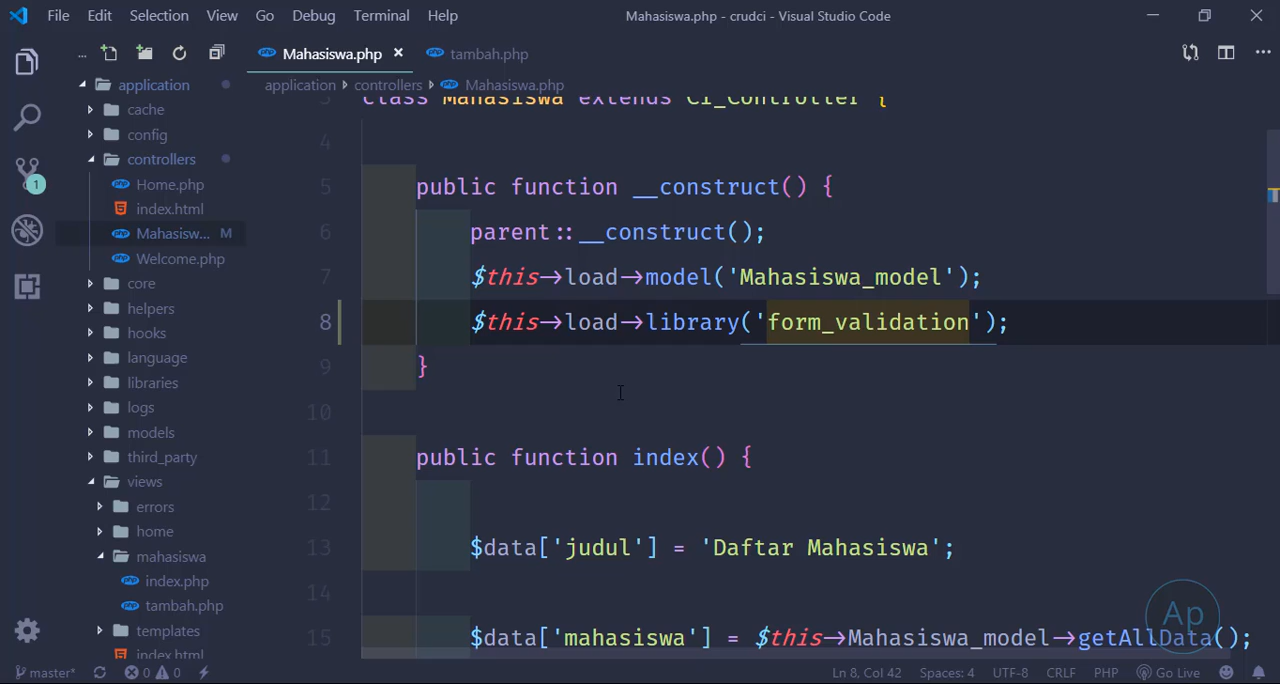 File Edit Selection View Go Debug Terminal Help Mahasiswa.php - crudci - Visual Studio Code
... Mahasiswa.php × tambah.php
application application controllers Mahasiswa.php
cache
config
controllers
Home.php
index.html
Mahasisw... M
Welcome.php
core
helpers
hooks
language
libraries
logs
models
third_party
views
errors
home
mahasiswa
index.php
tambah.php
templates
index.html
3 class Mahasiswa extends CI_Controller {
4
5 public function __construct() {
6 parent::__construct();
7 $this->load->model('Mahasiswa_model');
8 $this->load->library('form_validation');
9 }
10
11 public function index() {
12
13 $data['judul'] = 'Daftar Mahasiswa';
14
15 $data['mahasiswa'] = $this->Mahasiswa_model->getAllData();
1
Ap
master* 0 0 Ln 8, Col 42 Spaces: 4 UTF-8 CRLF PHP Go Live